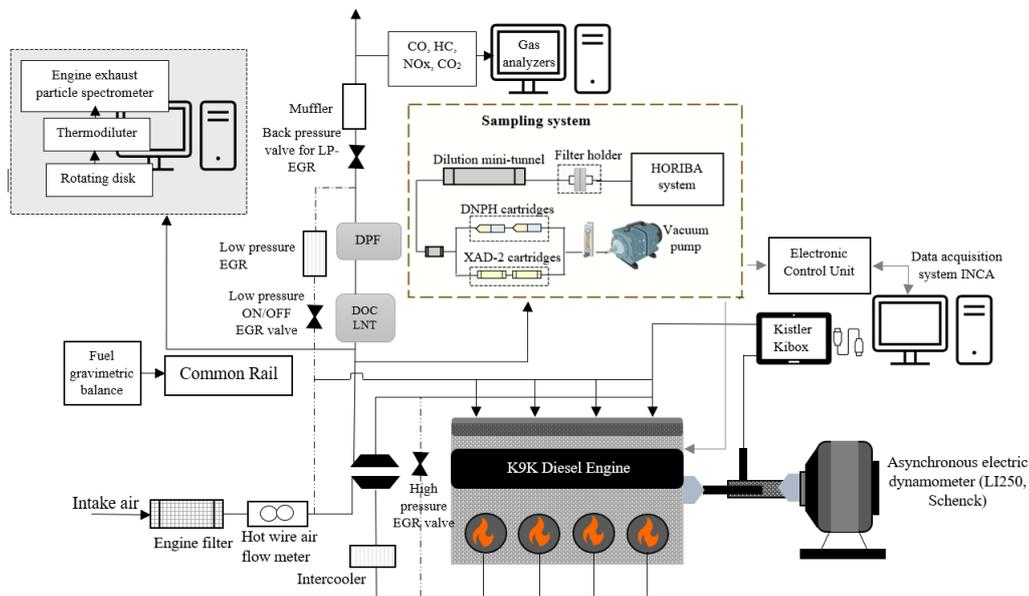 CO, HC,
NOx, CO₂
Gas
analyzers
Engine exhaust
particle spectrometer
Thermodiluter
Rotating disk
Muffler
Back pressure
valve for LP-
EGR
Sampling system
Dilution mini-tunnel
Filter holder
HORIBA
system
DNPH cartridges
XAD-2 cartridges
Vacuum
pump
DPF
Low pressure
EGR
Low pressure
ON/OFF
EGR valve
DOC
LNT
Electronic
Control Unit
Data acquisition
system INCA
Kistler
Kibox
Fuel
gravimetric
balance
Common Rail
K9K Diesel Engine
High
pressure
EGR valve
Asynchronous electric
dynamometer (LI250,
Schenck)
Intake air
Engine filter
Hot wire air
flow meter
Intercooler